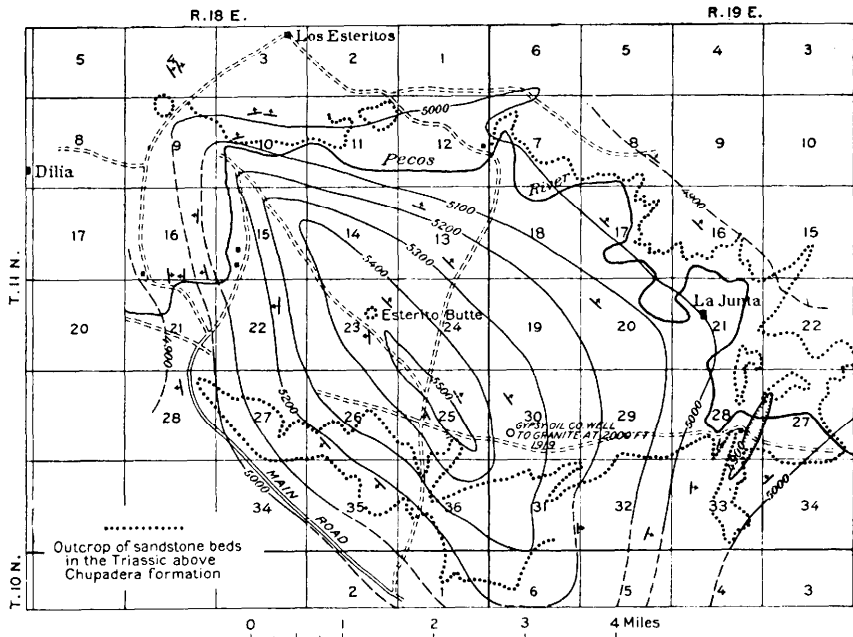 R. 18 E. R. 19 E.
Los Esteritos
5 3 2 1 6 5 4 3
5000
8 9 10 11 12 7 8 9 10
Pecos
Dilia
River
4900
5100
17 16 15 14 13 18 17 16 15
5200
5300
5400
T. 11 N.
La Junta
Esterito Butte
20 21 22 23 24 19 20 21 22
4900
5500
5000
5200
28 27 26 25 30 29 28 27
GYPSY OIL CO. WELL
TO GRANITE AT 2000 FT
1919
5000
MAIN
ROAD
5000
34 35 36 31 32 33 34
Outcrop of sandstone beds
in the Triassic above
Chupadera formation
T. 10 N.
2 1 6 5 4 3
0 1 2 3 4 Miles